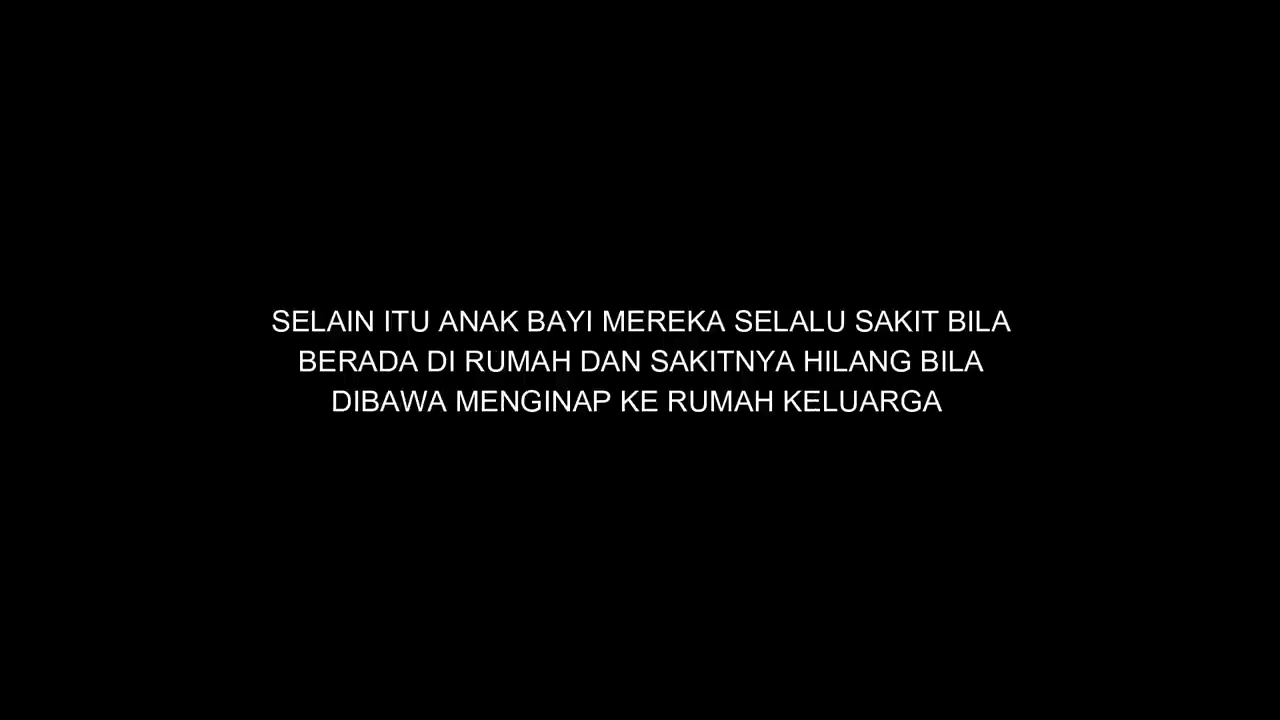 SELAIN ITU ANAK BAYI MEREKA SELALU SAKIT BILA
BERADA DI RUMAH DAN SAKITNYA HILANG BILA
DIBAWA MENGINAP KE RUMAH KELUARGA